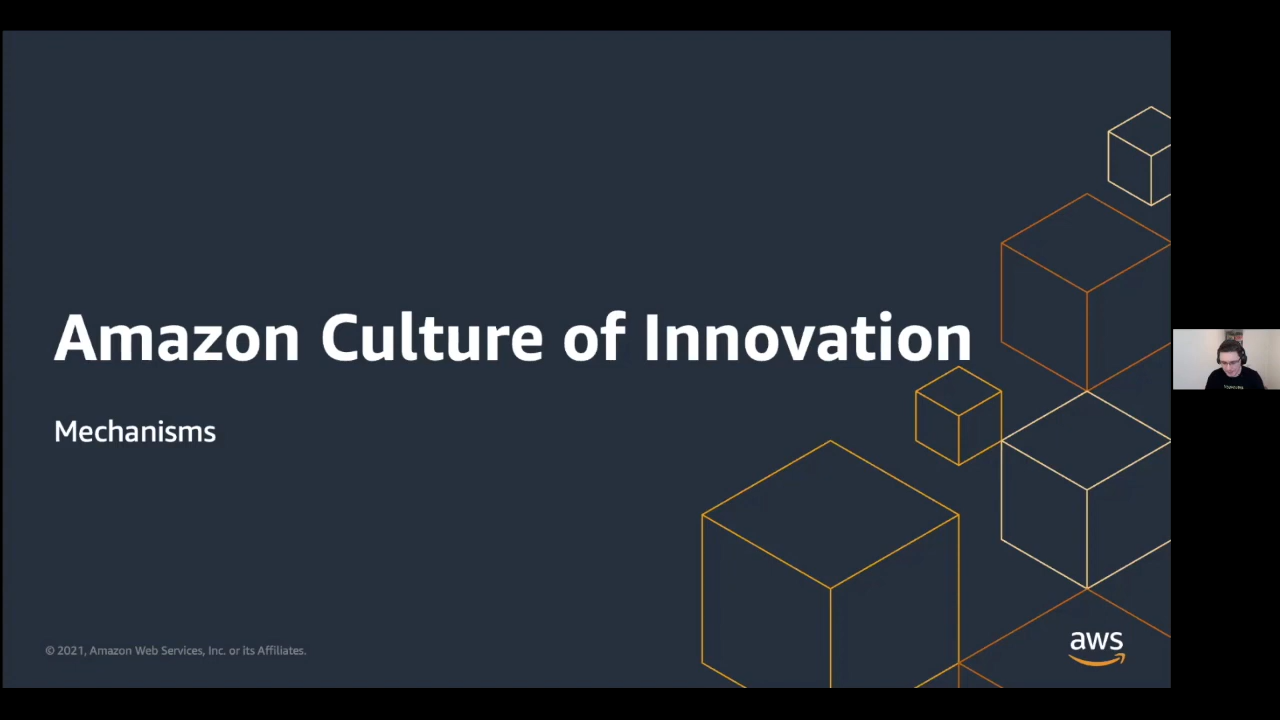 Amazon Culture of Innovation
Mechanisms
© 2021, Amazon Web Services, Inc. or its Affiliates.
aws